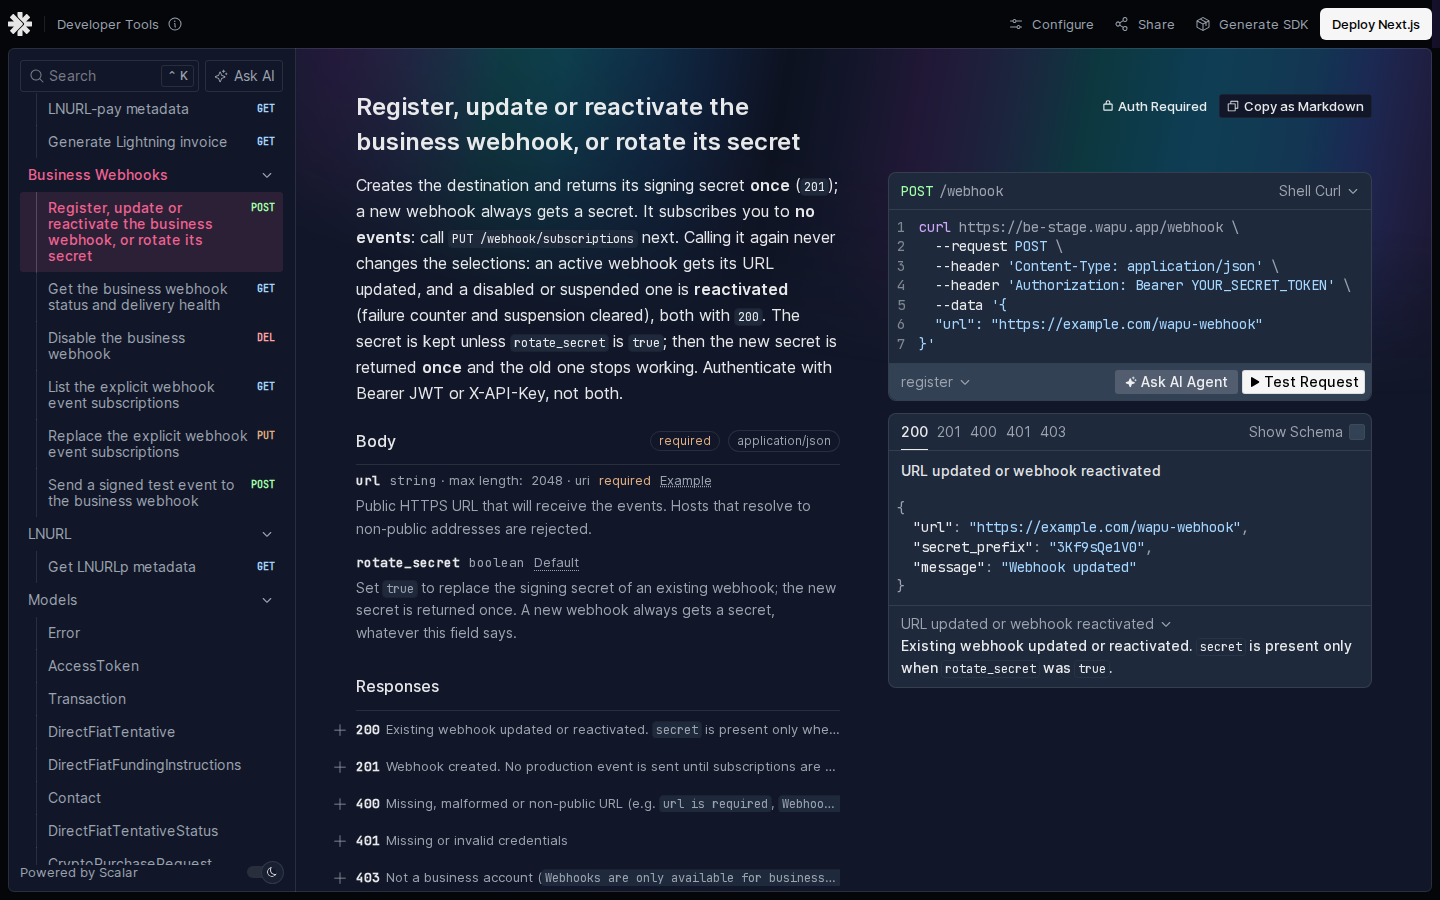 Developer Tools
Configure
Share
Generate SDK
Deploy Next.js
Search
⌃ K
Ask AI
LNURL-pay metadata GET
Generate Lightning invoice GET
Business Webhooks
Register, update or POST
reactivate the business
webhook, or rotate its
secret
Get the business webhook GET
status and delivery health
Disable the business DEL
webhook
List the explicit webhook GET
event subscriptions
Replace the explicit webhook PUT
event subscriptions
Send a signed test event to POST
the business webhook
LNURL
Get LNURLp metadata GET
Models
Error
AccessToken
Transaction
DirectFiatTentative
DirectFiatFundingInstructions
Contact
DirectFiatTentativeStatus
CryptoPurchaseRequest
Powered by Scalar
Register, update or reactivate the
business webhook, or rotate its secret
Creates the destination and returns its signing secret once (201);
a new webhook always gets a secret. It subscribes you to no
events: call PUT /webhook/subscriptions next. Calling it again never
changes the selections: an active webhook gets its URL
updated, and a disabled or suspended one is reactivated
(failure counter and suspension cleared), both with 200. The
secret is kept unless rotate_secret is true; then the new secret is
returned once and the old one stops working. Authenticate with
Bearer JWT or X-API-Key, not both.
Body required application/json
url string · max length: 2048 · uri required Example
Public HTTPS URL that will receive the events. Hosts that resolve to
non-public addresses are rejected.
rotate_secret boolean Default
Set true to replace the signing secret of an existing webhook; the new
secret is returned once. A new webhook always gets a secret,
whatever this field says.
Responses
200 Existing webhook updated or reactivated. secret is present only whe…
201 Webhook created. No production event is sent until subscriptions are …
400 Missing, malformed or non-public URL (e.g. url is required, Webhoo…
401 Missing or invalid credentials
403 Not a business account (Webhooks are only available for business…
Auth Required
Copy as Markdown
POST /webhook Shell Curl
1 curl https://be-stage.wapu.app/webhook \
2 --request POST \
3 --header 'Content-Type: application/json' \
4 --header 'Authorization: Bearer YOUR_SECRET_TOKEN' \
5 --data '{
6 "url": "https://example.com/wapu-webhook"
7 }'
register
Ask AI Agent
Test Request
200 201 400 401 403 Show Schema
URL updated or webhook reactivated
{
"url": "https://example.com/wapu-webhook",
"secret_prefix": "3Kf9sQe1V0",
"message": "Webhook updated"
}
URL updated or webhook reactivated
Existing webhook updated or reactivated. secret is present only
when rotate_secret was true.